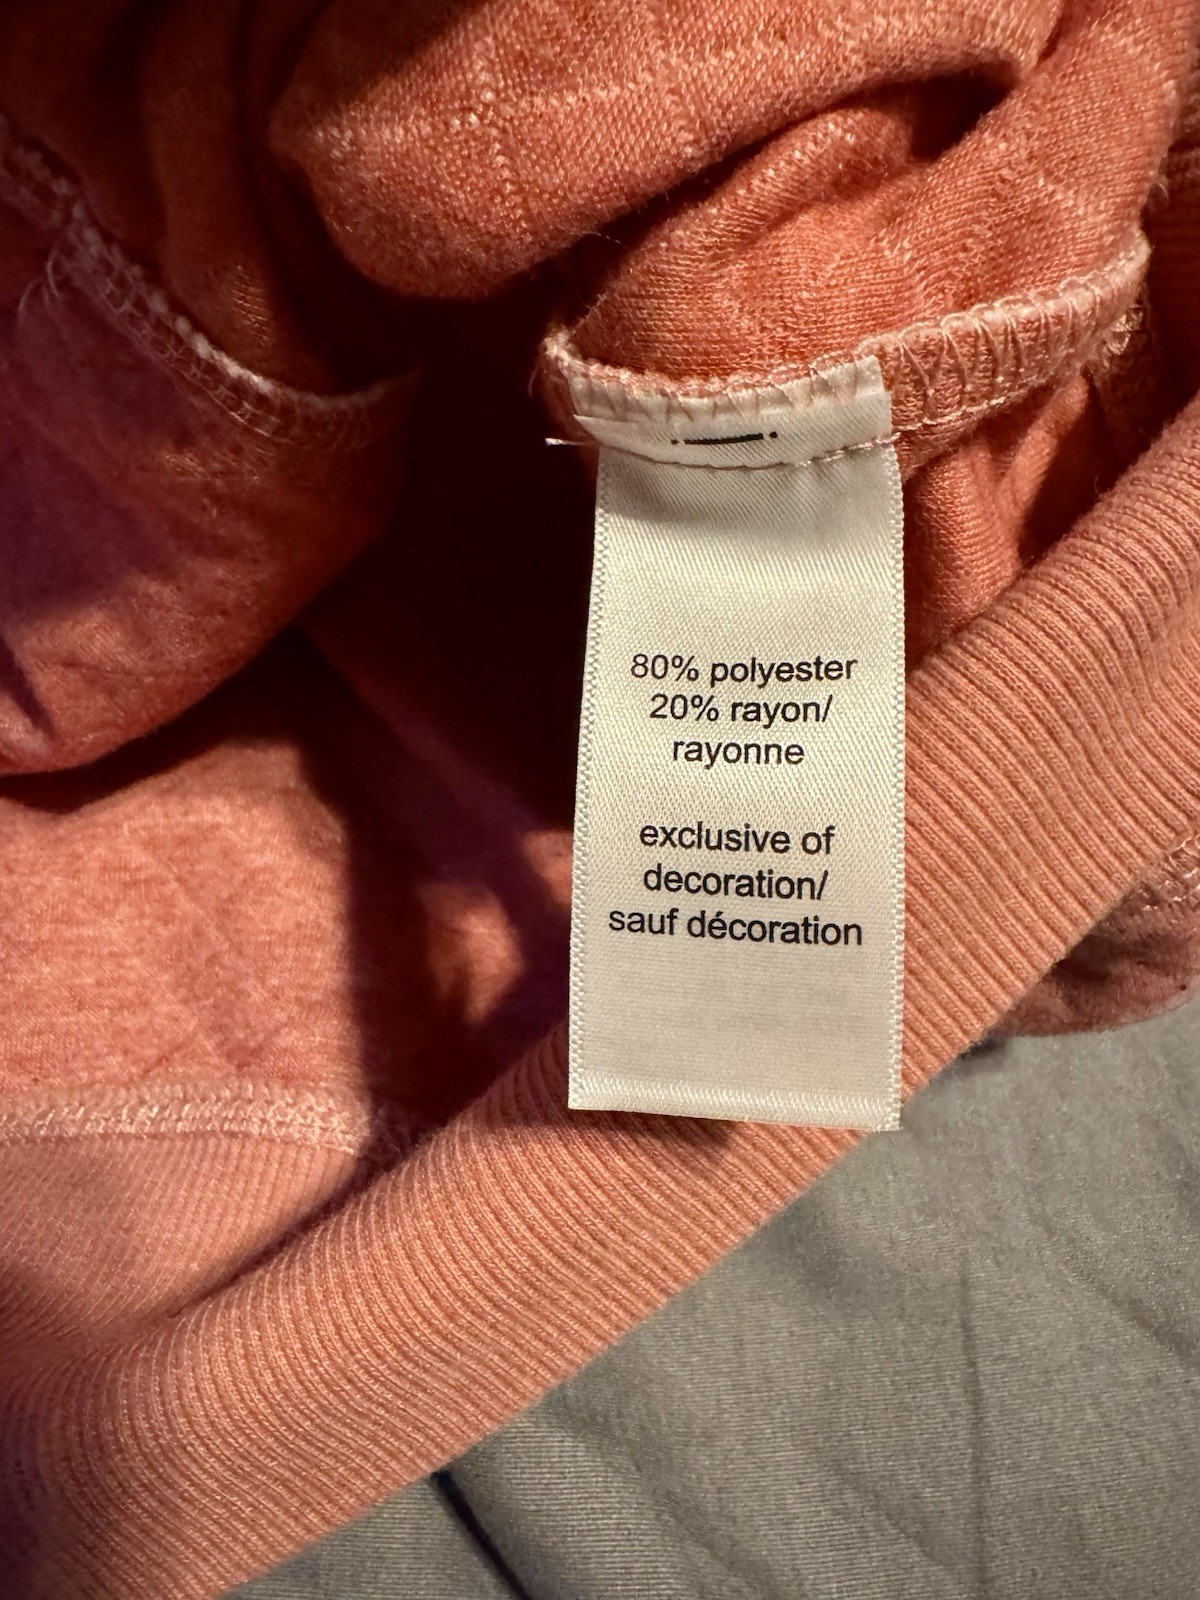 80% polyester
20% rayon/
rayonne
exclusive of
decoration/
sauf décoration